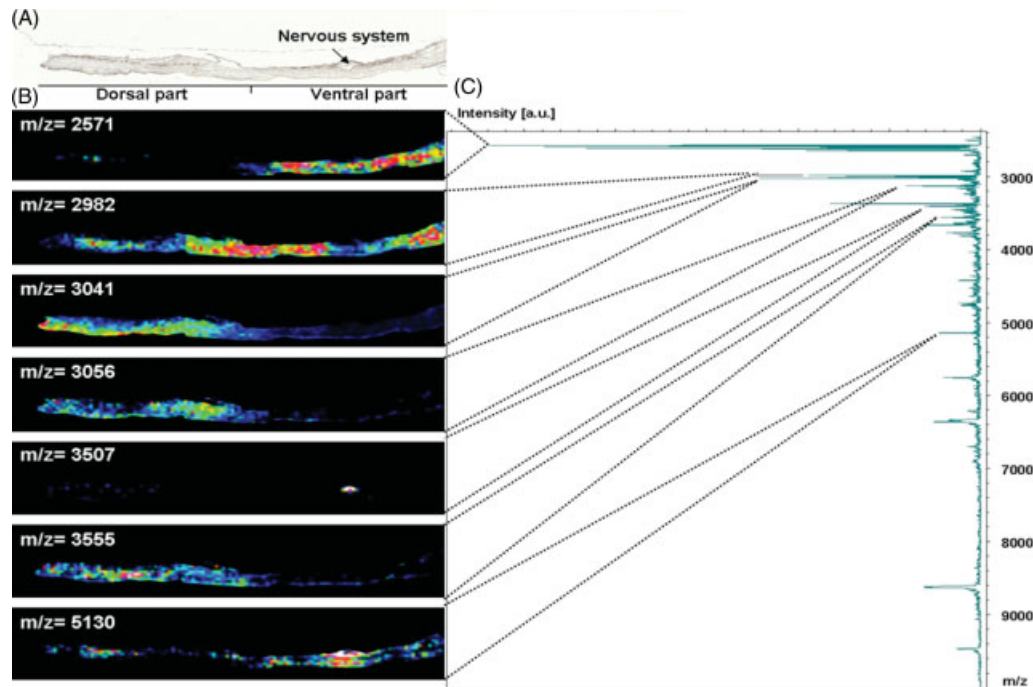 (A)
Nervous system
Dorsal part Ventral part
(B) (C)
m/z= 2571
Intensity [a.u.]
m/z= 2982
m/z= 3041
m/z= 3056
m/z= 3507
m/z= 3555
m/z= 5130
3000
4000
5000
6000
7000
8000
9000
m/z